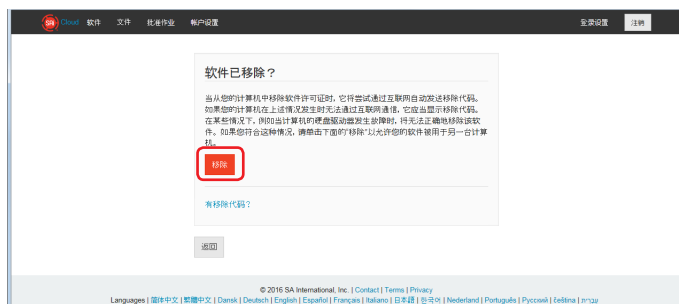 SAi Cloud 软件 文件 批准作业 帐户设置 登录设置 注销
软件已移除？
当从您的计算机中移除软件许可证时，它将尝试通过互联网自动发送移除代码。
如果您的计算机在上述情况发生时无法通过互联网通信，它应当显示移除代码。
在某些情况下，例如当计算机的硬盘驱动器发生故障时，将无法正确地移除该软
件。如果您符合这种情况，请单击下面的“移除”以允许您的软件被用于另一台计算
机。
移除
有移除代码？
返回
© 2016 SA International, Inc. | Contact | Terms | Privacy
Languages | 简体中文 | 繁體中文 | Dansk | Deutsch | English | Español | Français | Italiano | 日本語 | 한국어 | Nederland | Português | Русский | čeština | עברית